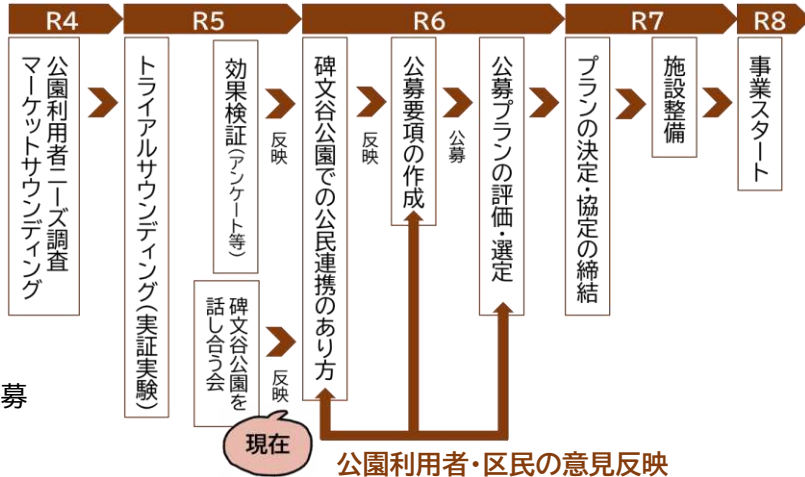 R4
R5
R6
R7
R8
公園利用者ニーズ調査
マーケットサウンディング
トライアルサウンディング(実証実験)
効果検証(アンケート等)
反映
碑文谷公園を
話し合う会
反映
碑文谷公園での公民連携のあり方
反映
公募要項の作成
公募
公募プランの評価・選定
プランの決定・協定の締結
施設整備
事業スタート
募
現在
公園利用者・区民の意見反映